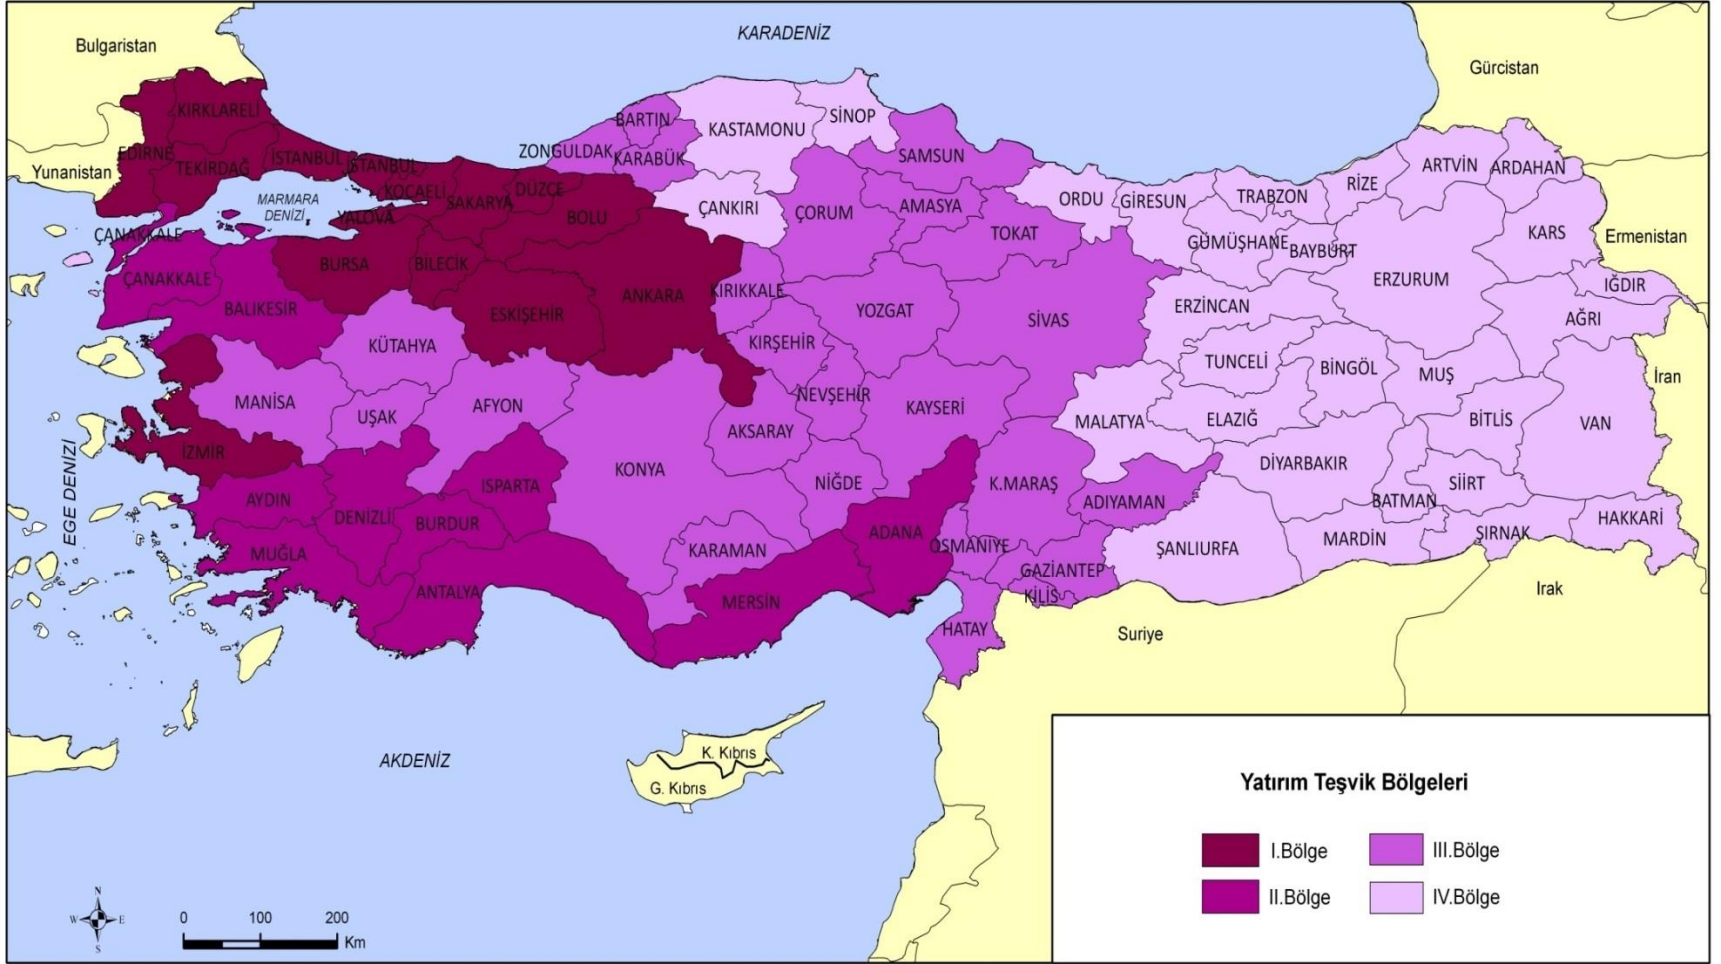 KARADENİZ
Bulgaristan
Gürcistan
KIRKLARELİ
BARTIN
SİNOP
KASTAMONU
EDİRNE
TEKİRDAĞ
İSTANBUL
İSTANBUL
ZONGULDAK
KARABÜK
SAMSUN
ARTVİN
ARDAHAN
Yunanistan
KOCAELİ
SAKARYA
DÜZCE
RİZE
MARMARA
DENİZİ
YALOVA
BOLU
ÇANKIRI
ÇORUM
AMASYA
ORDU
GİRESUN
TRABZON
ÇANAKKALE
TOKAT
GÜMÜŞHANE
BAYBURT
KARS
Ermenistan
ÇANAKKALE
BURSA
BİLECİK
ANKARA
KIRIKKALE
ERZURUM
IĞDIR
BALIKESİR
ESKİŞEHİR
YOZGAT
SİVAS
ERZİNCAN
AĞRI
KÜTAHYA
KIRŞEHİR
TUNCELİ
BİNGÖL
MUŞ
İran
MANİSA
UŞAK
AFYON
NEVŞEHİR
KAYSERİ
MALATYA
ELAZIĞ
BİTLİS
VAN
AKSARAY
İZMİR
EGE DENİZİ
KONYA
DİYARBAKIR
AYDIN
ISPARTA
NİĞDE
K.MARAŞ
ADIYAMAN
BATMAN
SİİRT
DENİZLİ
BURDUR
ADANA
HAKKARİ
MUĞLA
KARAMAN
OSMANİYE
ŞANLIURFA
MARDİN
ŞIRNAK
GAZİANTEP
ANTALYA
MERSİN
KİLİS
Irak
HATAY
Suriye
AKDENİZ
K. Kıbrıs
G. Kıbrıs
Yatırım Teşvik Bölgeleri
I.Bölge
III.Bölge
II.Bölge
IV.Bölge
N
W
E
S
0 100 200
Km